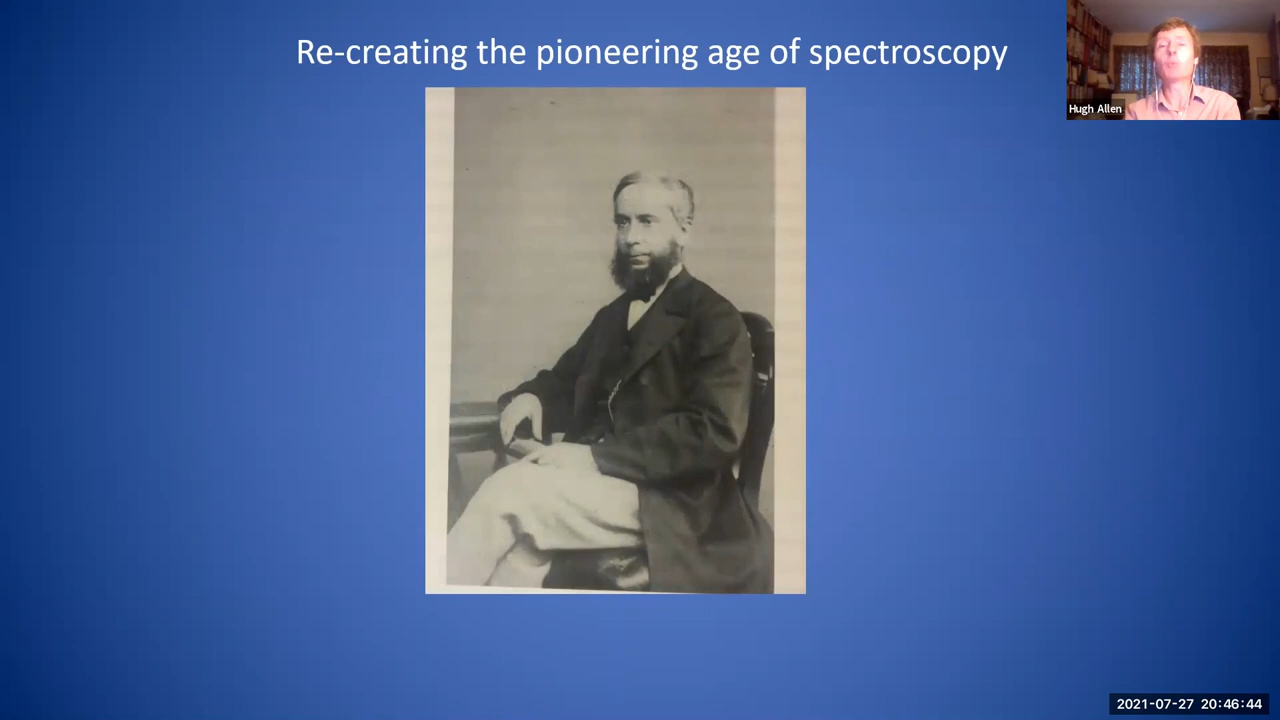 Re-creating the pioneering age of spectroscopy
Hugh Allen
2021-07-27 20:46:44